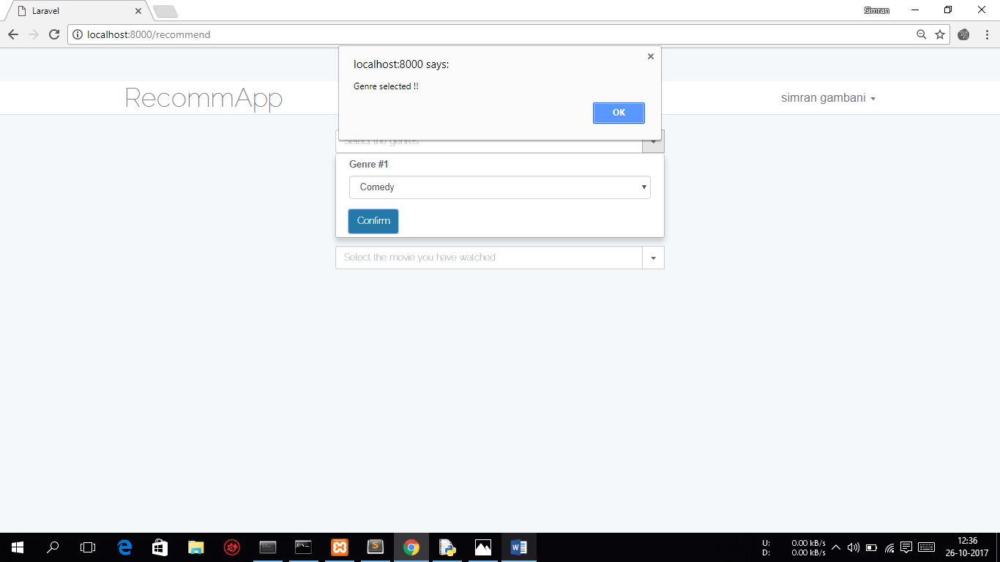 Laravel
Simran
localhost:8000/recommend
localhost:8000 says:
Genre selected !!
OK
RecommApp
simran gambani
Select the genres
Genre #1
Comedy
Confirm
Select the movie you have watched
U: 0.00 kB/s
D: 0.00 kB/s
12:36
26-10-2017